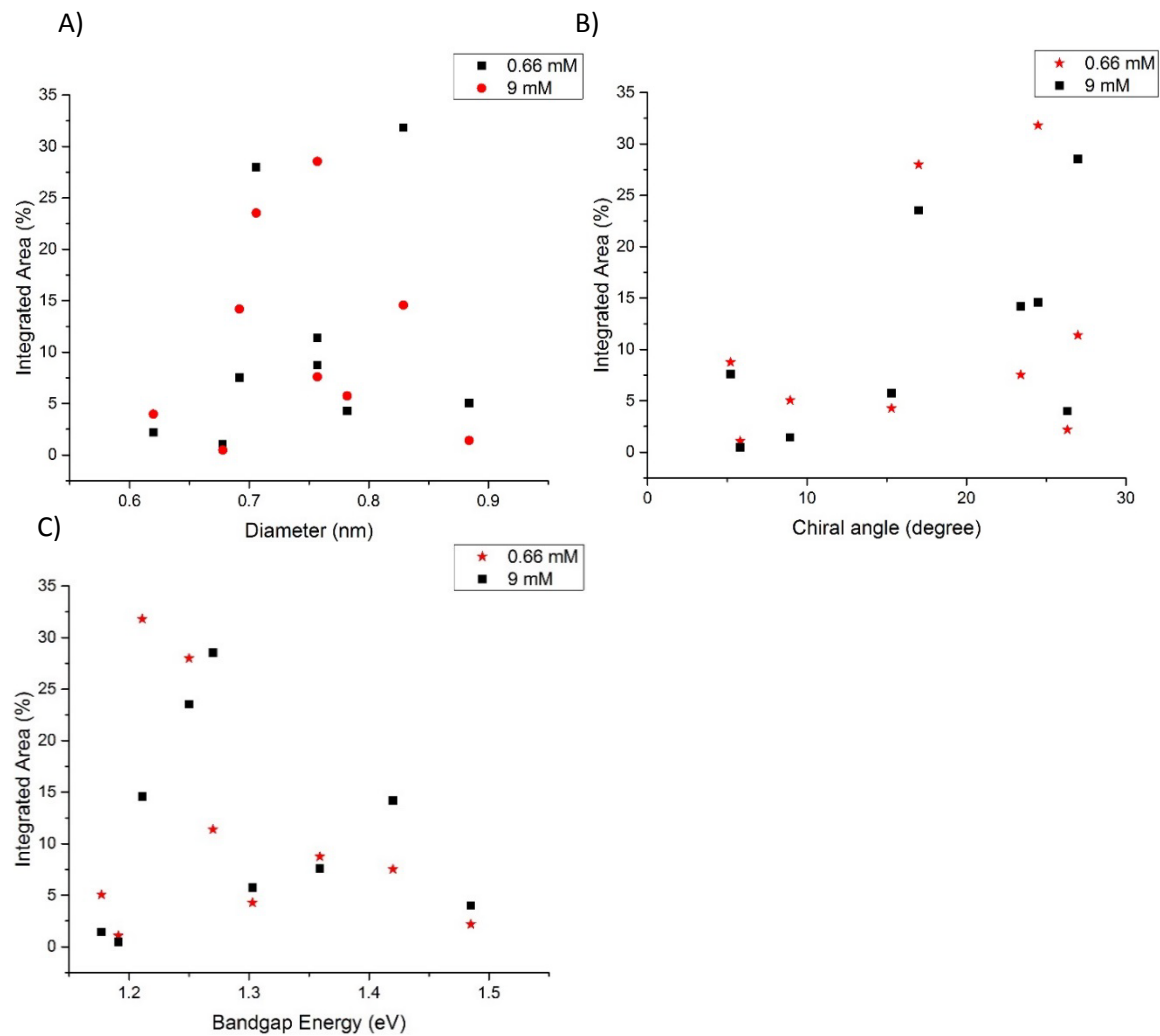 A)
0.66 mM
9 mM
35
30
25
20
15
10
5
0
Integrated Area (%)
0.6
0.7
0.8
0.9
Diameter (nm)
B)
0.66 mM
9 mM
35
30
25
20
15
10
5
0
Integrated Area (%)
0
10
20
30
Chiral angle (degree)
C)
0.66 mM
9 mM
35
30
25
20
15
10
5
0
Integrated Area (%)
1.2
1.3
1.4
1.5
Bandgap Energy (eV)